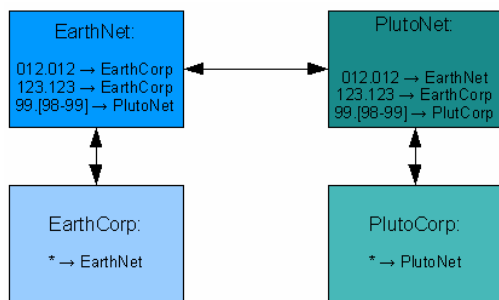 EarthNet:
012.012 → EarthCorp
123.123 → EarthCorp
99.[98-99] → PlutoNet
PlutoNet:
012.012 → EarthNet
123.123 → EarthCorp
99.[98-99] → PlutCorp
EarthCorp:
* → EarthNet
PlutoCorp:
* → PlutoNet